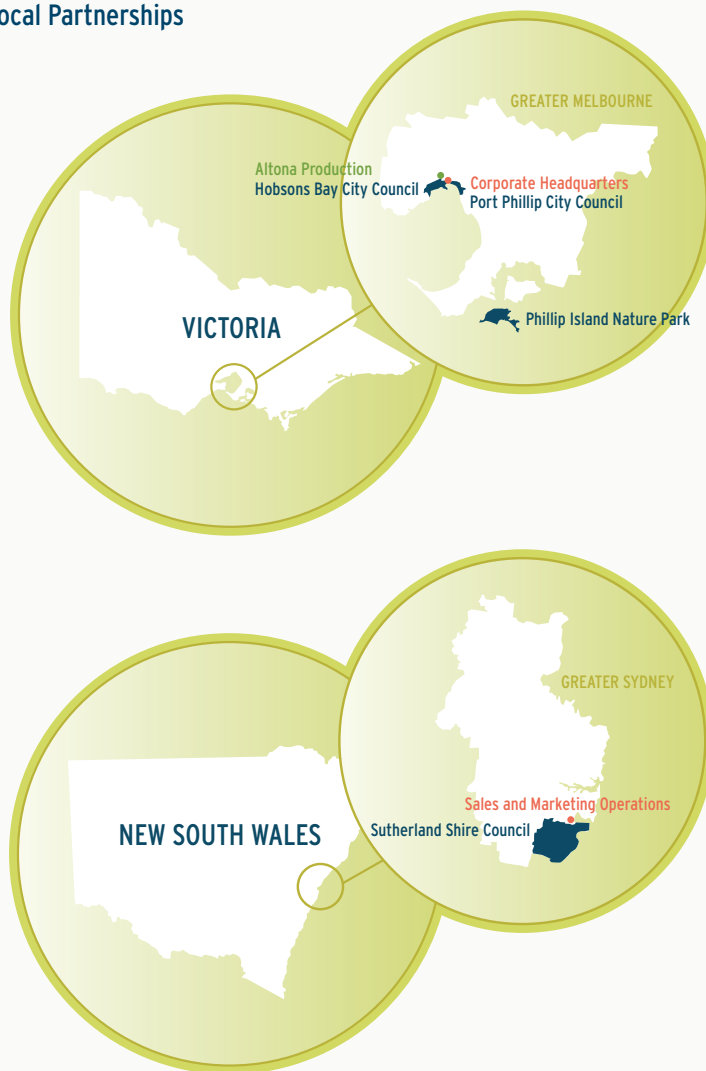 ocal Partnerships
GREATER MELBOURNE
Altona Production
Hobsons Bay City Council
Corporate Headquarters
Port Phillip City Council
VICTORIA
Phillip Island Nature Park
GREATER SYDNEY
Sales and Marketing Operations
Sutherland Shire Council
NEW SOUTH WALES